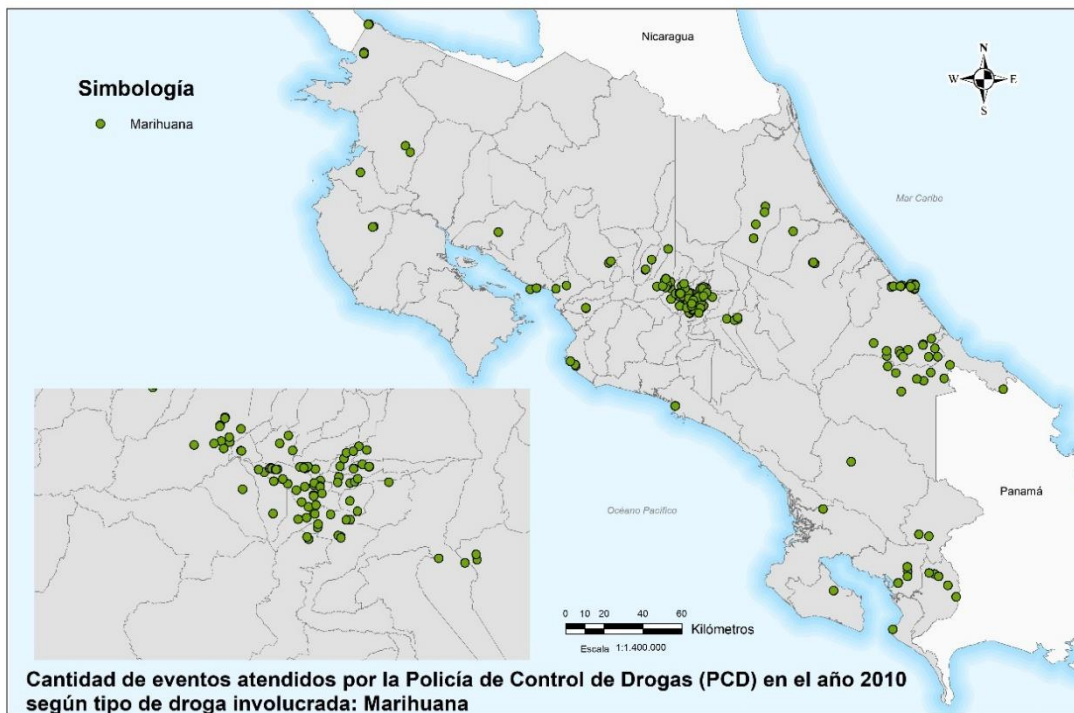 Nicaragua
N
W E
S
Simbología
Marihuana
Mar Caribo
Panamá
Océano Pacífico
0 10 20 40 60
Kilómetros
Escala 1:1.400.000
Cantidad de eventos atendidos por la Policía de Control de Drogas (PCD) en el año 2010
según tipo de droga involucrada: Marihuana